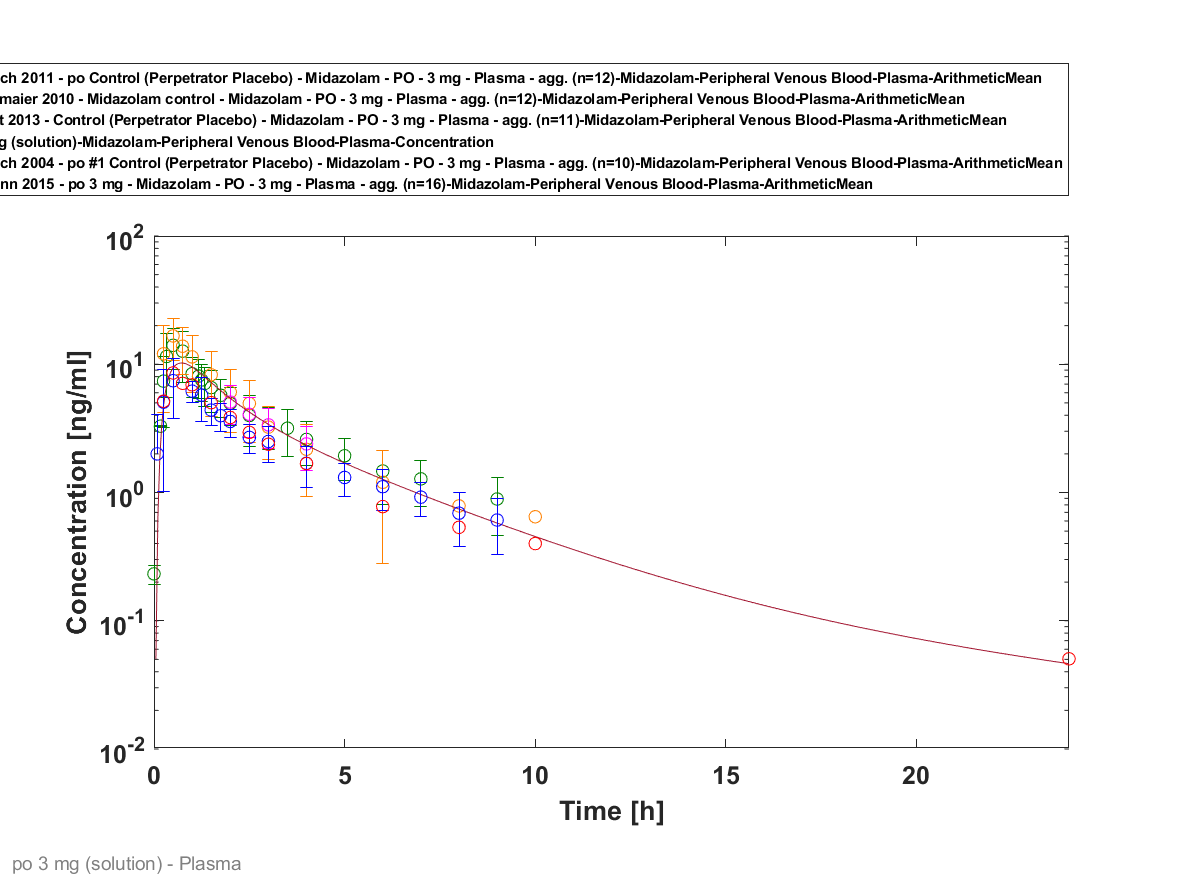 ch 2011 - po Control (Perpetrator Placebo) - Midazolam - PO - 3 mg - Plasma - agg. (n=12)-Midazolam-Peripheral Venous Blood-Plasma-ArithmeticMean
maier 2010 - Midazolam control - Midazolam - PO - 3 mg - Plasma - agg. (n=12)-Midazolam-Peripheral Venous Blood-Plasma-ArithmeticMean
t 2013 - Control (Perpetrator Placebo) - Midazolam - PO - 3 mg - Plasma - agg. (n=11)-Midazolam-Peripheral Venous Blood-Plasma-ArithmeticMean
g (solution)-Midazolam-Peripheral Venous Blood-Plasma-Concentration
ch 2004 - po #1 Control (Perpetrator Placebo) - Midazolam - PO - 3 mg - Plasma - agg. (n=10)-Midazolam-Peripheral Venous Blood-Plasma-ArithmeticMean
nn 2015 - po 3 mg - Midazolam - PO - 3 mg - Plasma - agg. (n=16)-Midazolam-Peripheral Venous Blood-Plasma-ArithmeticMean
10^2
10^1
10^0
10^-1
10^-2
Concentration [ng/ml]
0 5 10 15 20
Time [h]
po 3 mg (solution) - Plasma